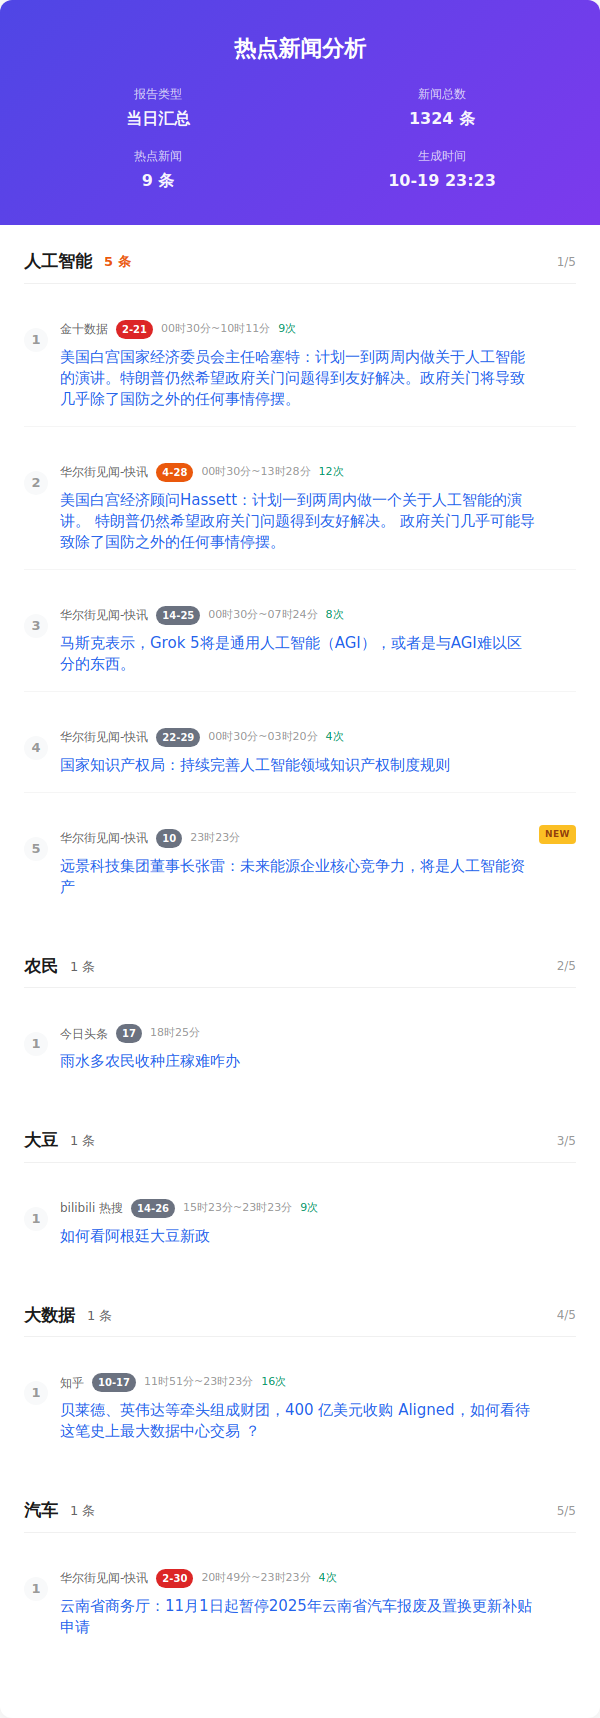 热点新闻分析
报告类型
当日汇总
新闻总数
1324 条
热点新闻
9 条
生成时间
10-19 23:23
人工智能 5 条 1/5
1
金十数据 2-21 00时30分~10时11分 9次
美国白宫国家经济委员会主任哈塞特：计划一到两周内做关于人工智能
的演讲。特朗普仍然希望政府关门问题得到友好解决。政府关门将导致
几乎除了国防之外的任何事情停摆。
2
华尔街见闻-快讯 4-28 00时30分~13时28分 12次
美国白宫经济顾问Hassett：计划一到两周内做一个关于人工智能的演
讲。 特朗普仍然希望政府关门问题得到友好解决。 政府关门几乎可能导
致除了国防之外的任何事情停摆。
3
华尔街见闻-快讯 14-25 00时30分~07时24分 8次
马斯克表示，Grok 5将是通用人工智能（AGI），或者是与AGI难以区
分的东西。
4
华尔街见闻-快讯 22-29 00时30分~03时20分 4次
国家知识产权局：持续完善人工智能领域知识产权制度规则
5
华尔街见闻-快讯 10 23时23分 NEW
远景科技集团董事长张雷：未来能源企业核心竞争力，将是人工智能资
产
农民 1 条 2/5
1
今日头条 17 18时25分
雨水多农民收种庄稼难咋办
大豆 1 条 3/5
1
bilibili 热搜 14-26 15时23分~23时23分 9次
如何看阿根廷大豆新政
大数据 1 条 4/5
1
知乎 10-17 11时51分~23时23分 16次
贝莱德、英伟达等牵头组成财团，400 亿美元收购 Aligned，如何看待
这笔史上最大数据中心交易 ？
汽车 1 条 5/5
1
华尔街见闻-快讯 2-30 20时49分~23时23分 4次
云南省商务厅：11月1日起暂停2025年云南省汽车报废及置换更新补贴
申请